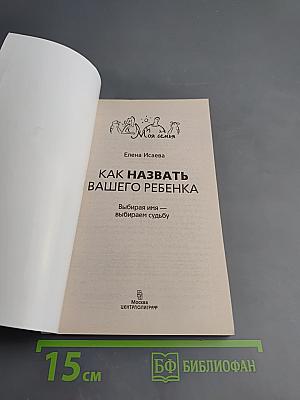 Моя семья
Елена Исаева
КАК НАЗВАТЬ
ВАШЕГО РЕБЕНКА
Выбирая имя —
выбираем судьбу
Москва
ЦЕНТРПОЛИГРАФ
15 см
БФ БИБЛИОФАН